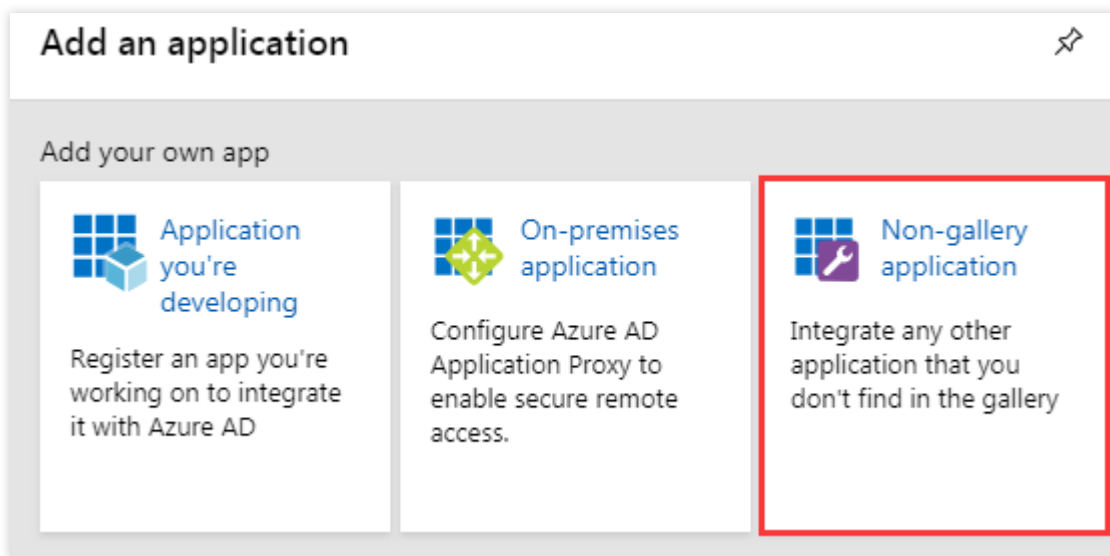 Add an application
Add your own app
Application
you're
developing
Register an app you're
working on to integrate
it with Azure AD
On-premises
application
Configure Azure AD
Application Proxy to
enable secure remote
access.
Non-gallery
application
Integrate any other
application that you
don't find in the gallery